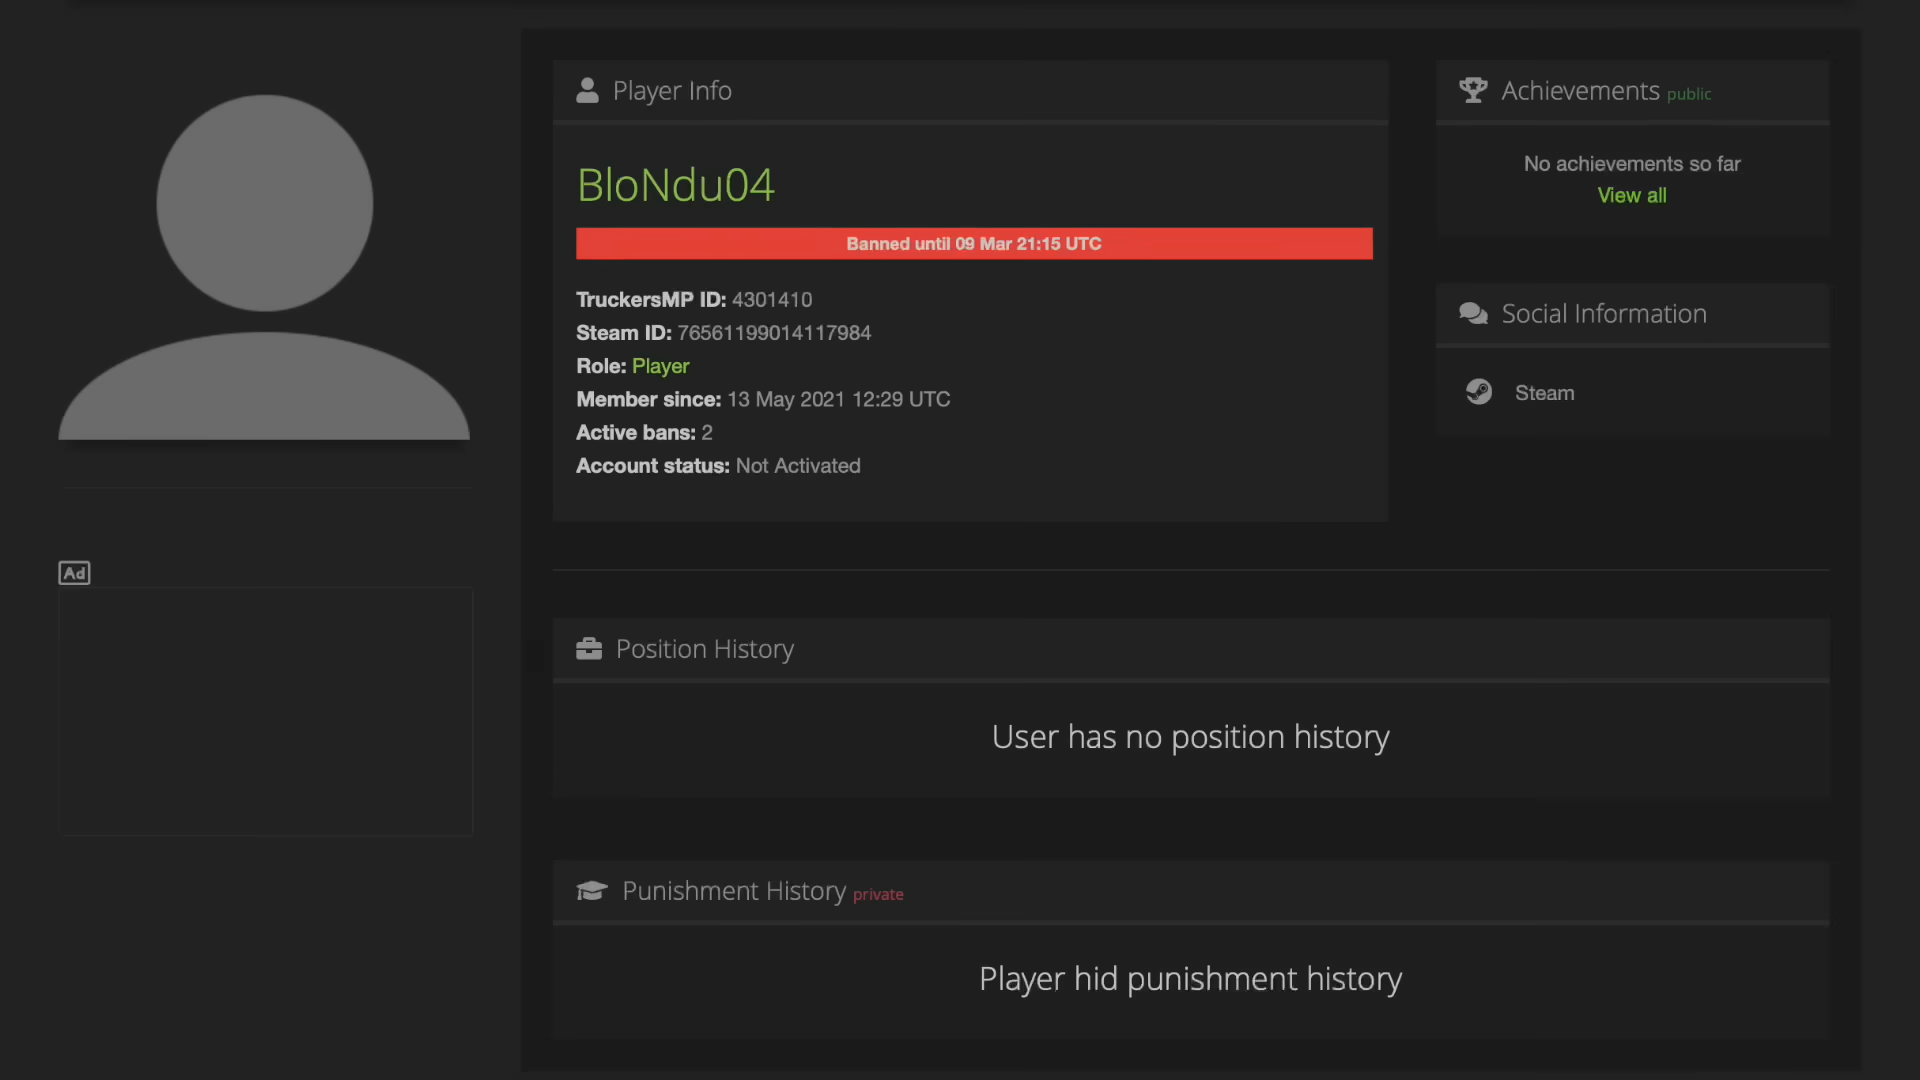 Player Info
BloNdu04
Banned until 09 Mar 21:15 UTC
TruckersMP ID: 4301410
Steam ID: 76561199014117984
Role: Player
Member since: 13 May 2021 12:29 UTC
Active bans: 2
Account status: Not Activated
Achievements public
No achievements so far
View all
Social Information
Steam
Ad
Position History
User has no position history
Punishment History private
Player hid punishment history